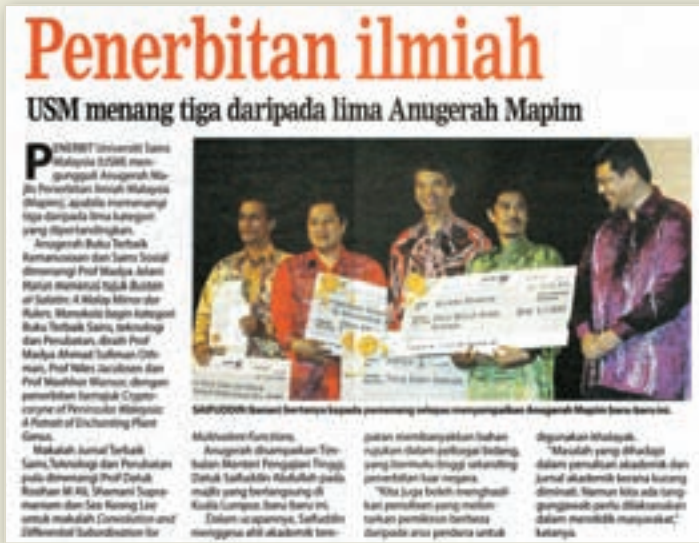 Penerbitan ilmiah
USM menang tiga daripada lima Anugerah Mapim
PENERBIT Universiti Sains
Malaysia (USM) men-
gungguli Anugerah Ma-
jlis Penerbitan Ilmiah Malaysia
(Mapim), apabila memenangi
tiga daripada lima kategori
yang dipertandingkan.
Anugerah Buku Terbaik
Kemanusiaan dan Sains Sosial
dimenangi Prof Madya Jelani
Harun menerusi tajuk Bustan
al-Salatin: A Malay Mirror for
Rulers. Manakala bagi kategori
Buku Terbaik Sains, teknologi
dan Perubatan, diraih Prof
Madya Ahmad Sofiman Oth-
man, Prof Niels Jacobsen dan
Prof Mashhor Mansor, dengan
penerbitan bertajuk Crypto-
coryne of Peninsular Malaysia:
A Potrait of Enchanting Plant
Genus.
Makalah Jurnal Terbaik
Sains, Teknologi dan Perubatan
pula dimenangi Prof Datuk
Rosihan M Ali, Shamani Supra-
maniam dan See Keong Lee
untuk makalah Convolution and
Differential Subordination for
SAIFUDDIN (kanan) bertanya kepada pemenang selepas menyampaikan Anugerah Mapim baru-baru ini.
Multivalent Functions.
Anugerah disampaikan Tim-
balan Menteri Pengajian Tinggi,
Datuk Saifuddin Abdullah pada
majlis yang berlangsung di
Kuala Lumpur, baru-baru ini.
Dalam ucapannya, Saifuddin
menggesa ahli akademik tem-
patan membanyakkan bahan
rujukan dalam pelbagai bidang,
yang bermutu tinggi setanding
penerbitan luar negara.
"Kita juga boleh menghasil-
kan penulisan yang melon-
tarkan pemikiran berbeza
daripada arus perdana untuk
digunakan khalayak.
"Masalah yang dihadapi
dalam penulisan akademik dan
jurnal akademik kerana kurang
diminati. Namun kita ada tang-
gungjawab perlu dilaksanakan
dalam mendidik masyarakat,"
katanya.